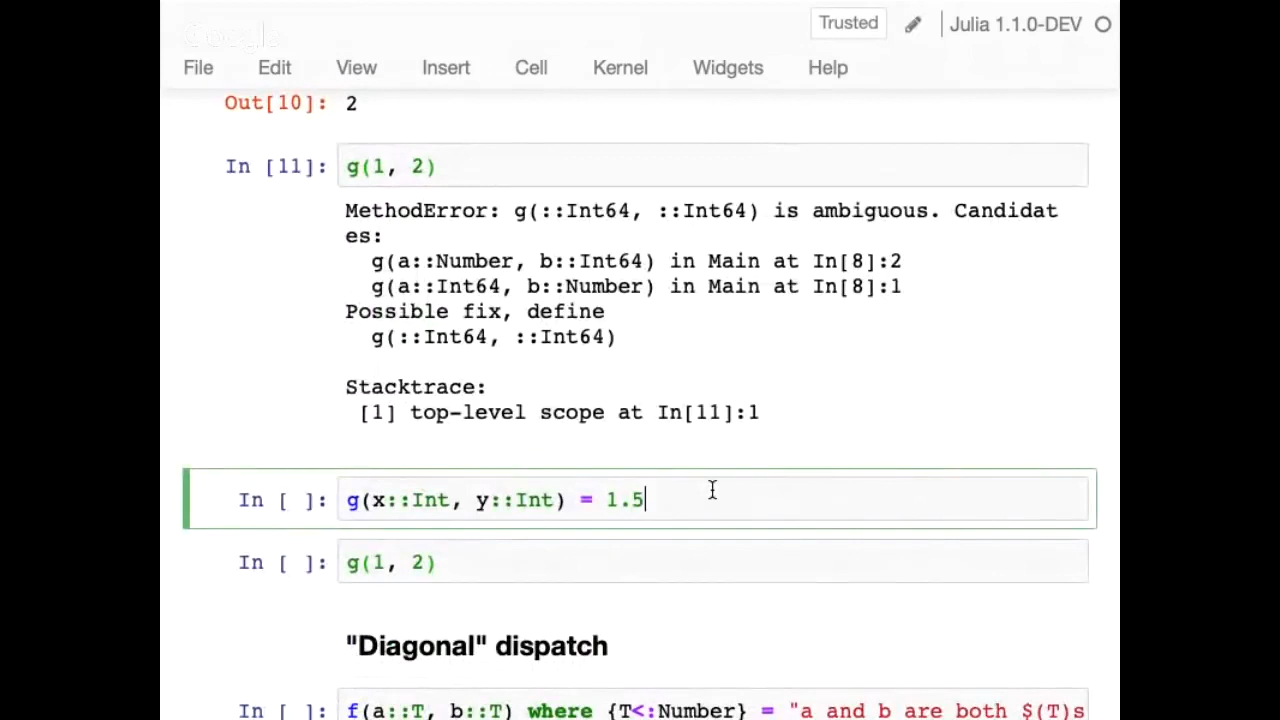 Google
Trusted Julia 1.1.0-DEV
File Edit View Insert Cell Kernel Widgets Help
Out[10]: 2
In [11]: g(1, 2)
MethodError: g(::Int64, ::Int64) is ambiguous. Candidat
es:
g(a::Number, b::Int64) in Main at In[8]:2
g(a::Int64, b::Number) in Main at In[8]:1
Possible fix, define
g(::Int64, ::Int64)
Stacktrace:
[1] top-level scope at In[11]:1
In [ ]: g(x::Int, y::Int) = 1.5
In [ ]: g(1, 2)
"Diagonal" dispatch
In [ ]: f(a::T, b::T) where {T<:Number} = "a and b are both $(T)s